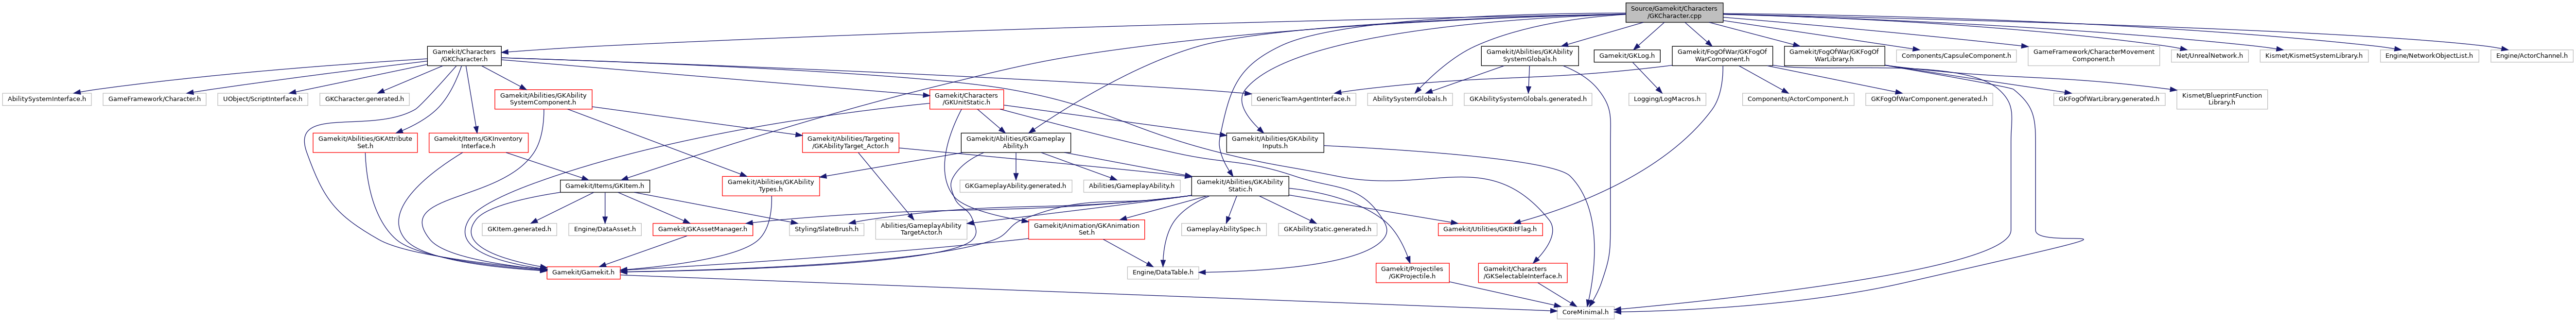 Source/Gamekit/Characters
/GKCharacter.cpp
Gamekit/Characters
/GKCharacter.h
Gamekit/Abilities/GKAbility
SystemGlobals.h
Gamekit/GKLog.h
Gamekit/FogOfWar/GKFogOf
WarComponent.h
Gamekit/FogOfWar/GKFogOf
WarLibrary.h
Components/CapsuleComponent.h
GameFramework/CharacterMovement
Component.h
Net/UnrealNetwork.h
Kismet/KismetSystemLibrary.h
Engine/NetworkObjectList.h
Engine/ActorChannel.h
AbilitySystemInterface.h
GameFramework/Character.h
UObject/ScriptInterface.h
GKCharacter.generated.h
Gamekit/Abilities/GKAbility
SystemComponent.h
Gamekit/Characters
/GKUnitStatic.h
GenericTeamAgentInterface.h
AbilitySystemGlobals.h
GKAbilitySystemGlobals.generated.h
Logging/LogMacros.h
Components/ActorComponent.h
GKFogOfWarComponent.generated.h
GKFogOfWarLibrary.generated.h
Kismet/BlueprintFunction
Library.h
Gamekit/Abilities/GKAttribute
Set.h
Gamekit/Items/GKInventory
Interface.h
Gamekit/Abilities/Targeting
/GKAbilityTarget_Actor.h
Gamekit/Abilities/GKGameplay
Ability.h
Gamekit/Abilities/GKAbility
Inputs.h
Gamekit/Items/GKItem.h
Gamekit/Abilities/GKAbility
Types.h
GKGameplayAbility.generated.h
Abilities/GameplayAbility.h
Gamekit/Abilities/GKAbility
Static.h
GKItem.generated.h
Engine/DataAsset.h
Gamekit/GKAssetManager.h
Styling/SlateBrush.h
Abilities/GameplayAbility
TargetActor.h
Gamekit/Animation/GKAnimation
Set.h
GameplayAbilitySpec.h
GKAbilityStatic.generated.h
Gamekit/Utilities/GKBitFlag.h
Gamekit/Gamekit.h
Engine/DataTable.h
Gamekit/Projectiles
/GKProjectile.h
Gamekit/Characters
/GKSelectableInterface.h
CoreMinimal.h